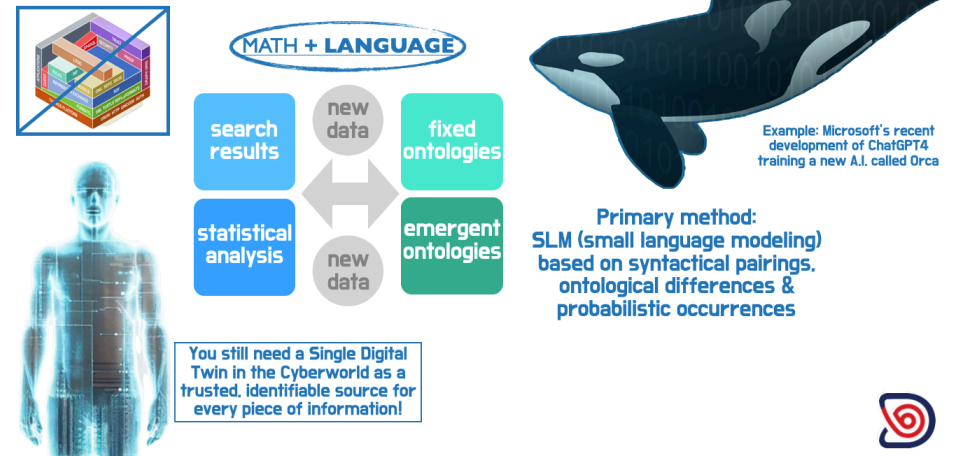 MATH + LANGUAGE
search
results
new
data
fixed
ontologies
statistical
analysis
new
data
emergent
ontologies
Example: Microsoft's recent
development of ChatGPT4
training a new A.I. called Orca
Primary method:
SLM (small language modeling)
based on syntactical pairings,
ontological differences &
probabilistic occurrences
You still need a Single Digital
Twin in the Cyberworld as a
trusted, identifiable source for
every piece of information!